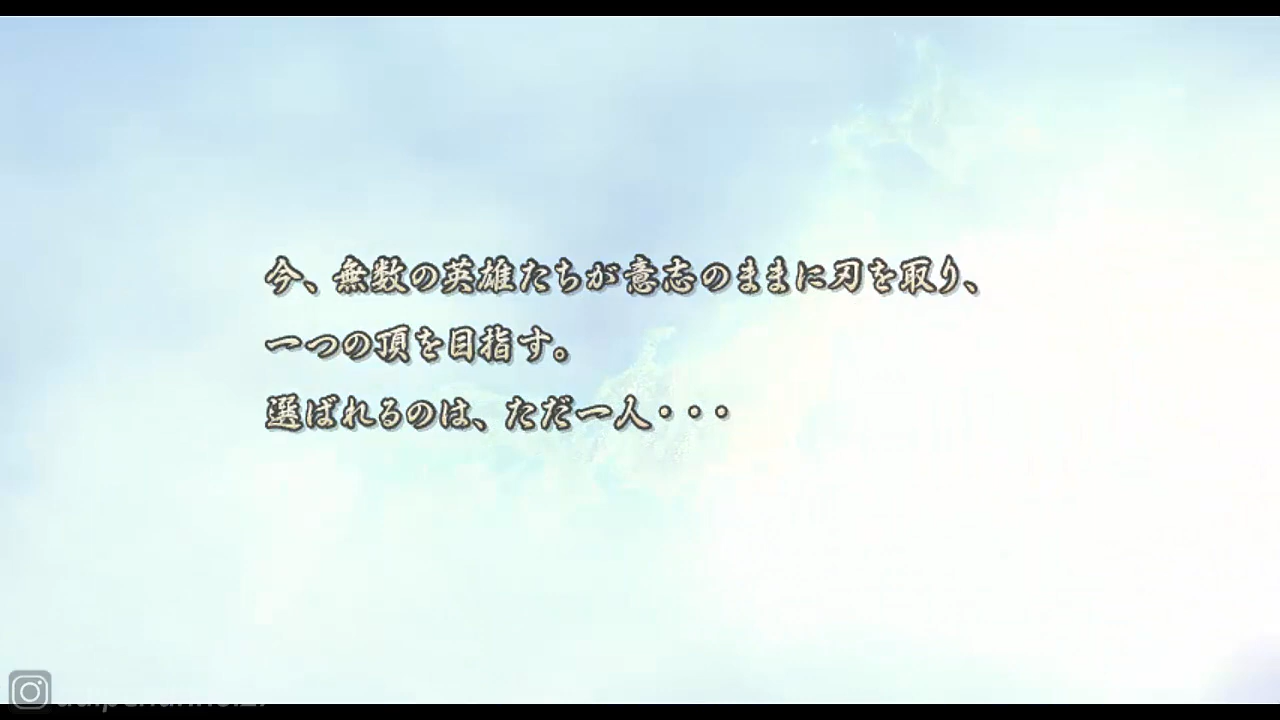 今、無数の英雄たちが意志のままに刃を取り、
一つの頂を目指す。
選ばれるのは、ただ一人・・・